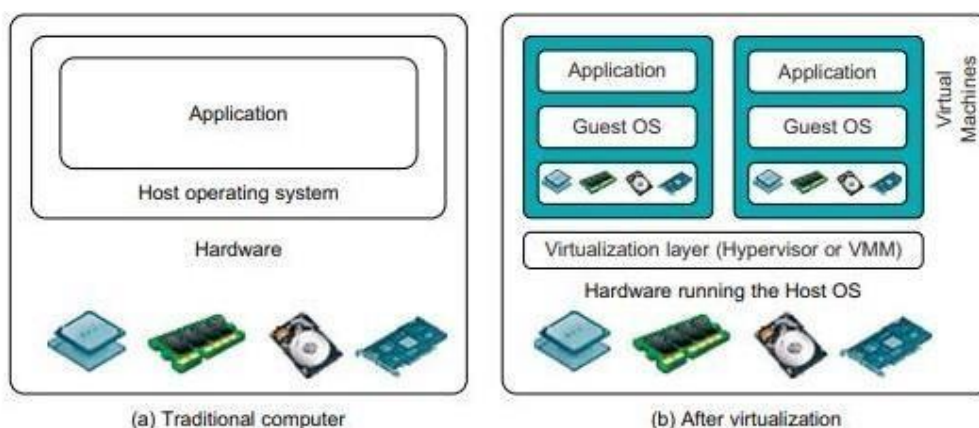 Application
Host operating system
Hardware
(a) Traditional computer
Application
Guest OS
Application
Guest OS
Virtual
Machines
Virtualization layer (Hypervisor or VMM)
Hardware running the Host OS
(b) After virtualization